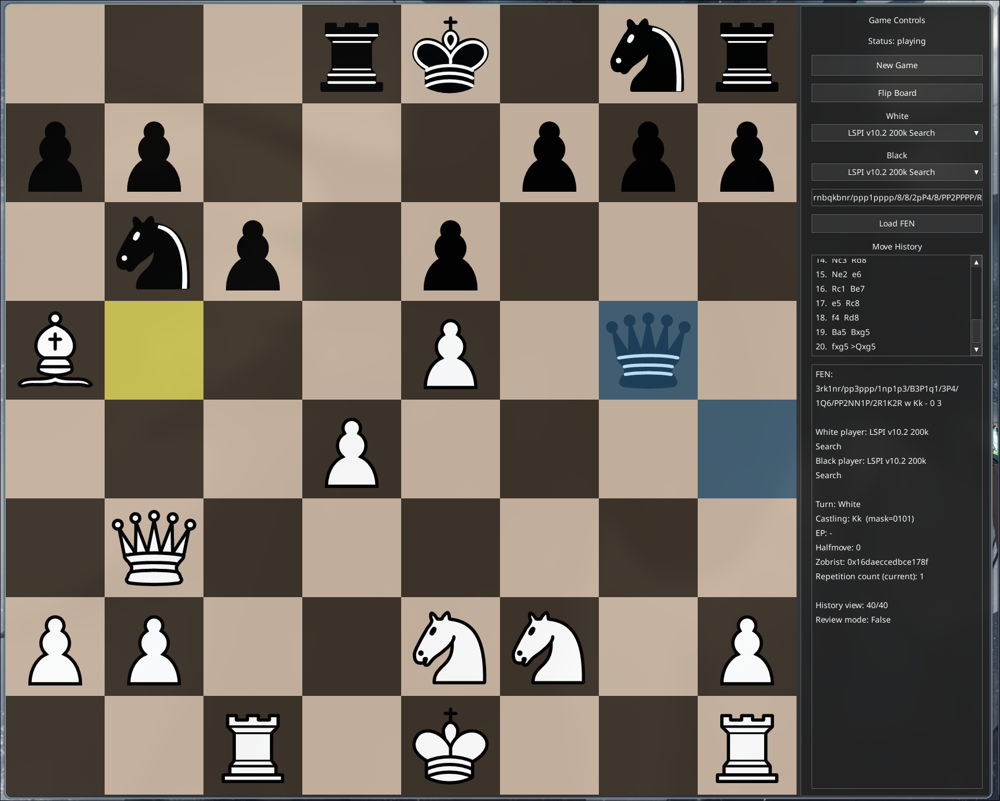 Game Controls
Status: playing
New Game
Flip Board
White
LSPI v10.2 200k Search ▼
Black
LSPI v10.2 200k Search ▼
rnbqkbnr/ppp1pppp/8/8/2pP4/8/PP2PPPP/R
Load FEN
Move History
14. Nc3 Rd8
15. Ne2 e6
16. Rc1 Be7
17. e5 Rc8
18. f4 Rd8
19. Ba5 Bxg5
20. fxg5 >Qxg5
FEN:
3rk1nr/pp3ppp/1np1p3/B3P1q1/3P4/
1Q6/PP2NN1P/2R1K2R w Kk - 0 3
White player: LSPI v10.2 200k
Search
Black player: LSPI v10.2 200k
Search
Turn: White
Castling: Kk (mask=0101)
EP: -
Halfmove: 0
Zobrist: 0x16daeccedbce178f
Repetition count (current): 1
History view: 40/40
Review mode: False